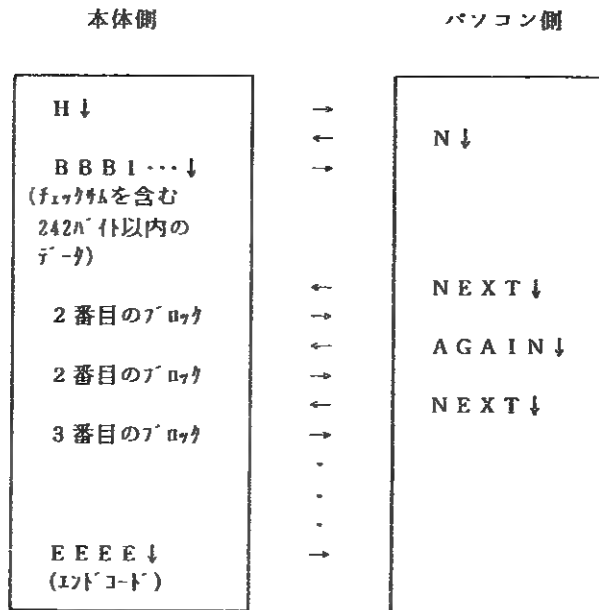 本体側 パソコン側
H↓ →
← N↓
BBB1・・・↓ →
(ﾁｪｯｸｻﾑを含む
242ﾊﾞｲﾄ以内の
ﾃﾞｰﾀ)
← NEXT↓
2番目のﾌﾞﾛｯｸ →
← AGAIN↓
2番目のﾌﾞﾛｯｸ →
← NEXT↓
3番目のﾌﾞﾛｯｸ →
・
・
・
EEEE↓ →
(ｴﾝﾄﾞｺｰﾄﾞ)